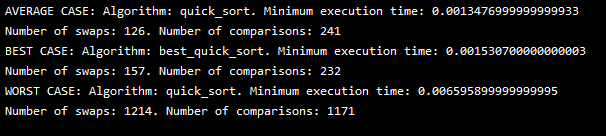 AVERAGE CASE: Algorithm: quick_sort. Minimum execution time: 0.0013476999999999933
Number of swaps: 126. Number of comparisons: 241
BEST CASE: Algorithm: best_quick_sort. Minimum execution time: 0.001530700000000003
Number of swaps: 157. Number of comparisons: 232
WORST CASE: Algorithm: quick_sort. Minimum execution time: 0.006595899999999995
Number of swaps: 1214. Number of comparisons: 1171